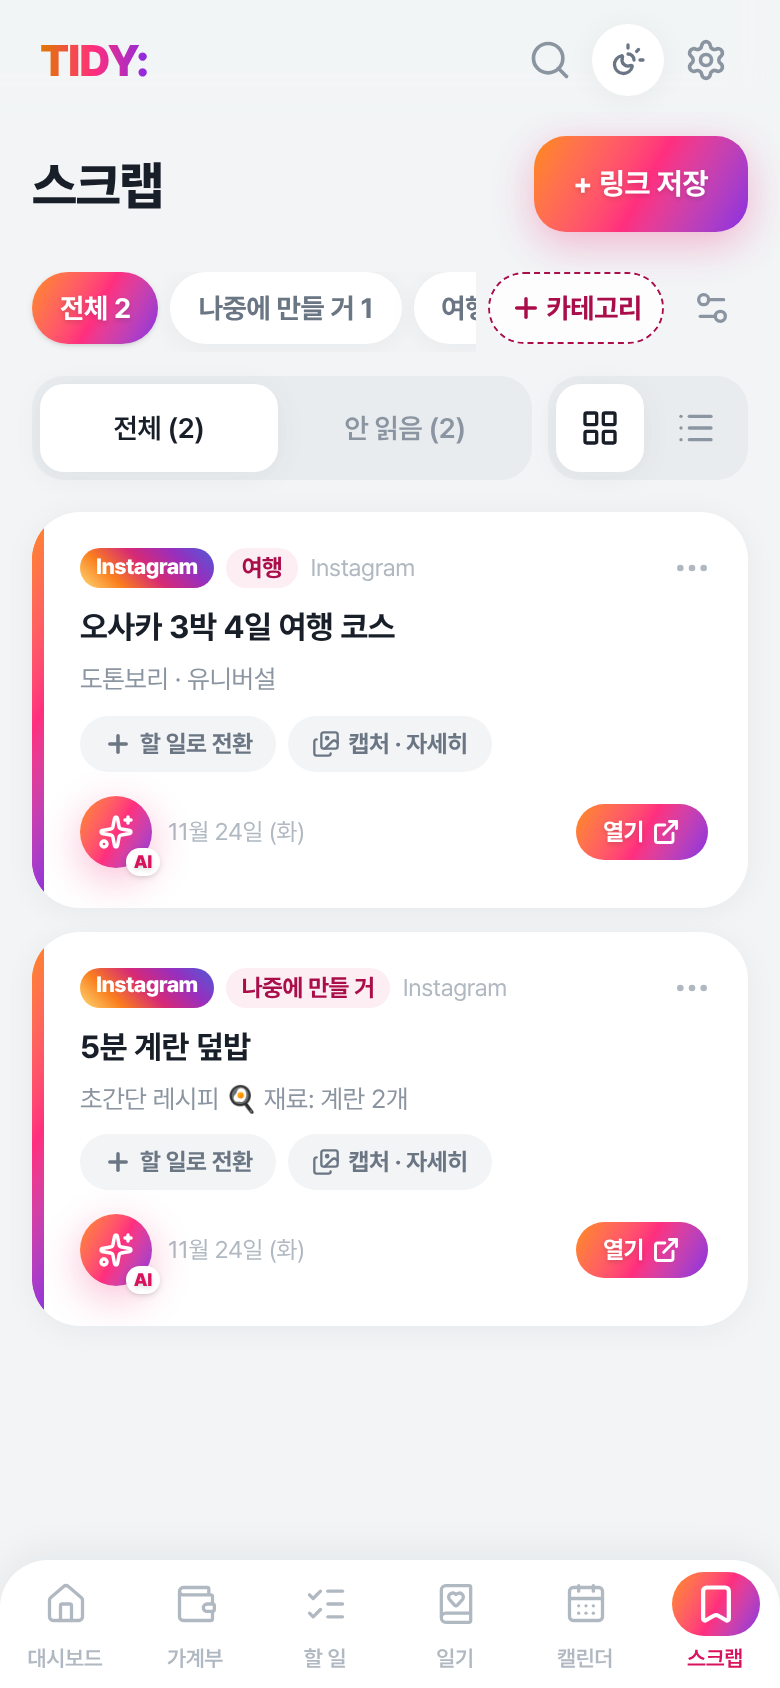 TIDY:
스크랩
+ 링크 저장
전체 2
나중에 만들 거 1
여행
+ 카테고리
전체 (2)
안 읽음 (2)
Instagram 여행 Instagram
오사카 3박 4일 여행 코스
도톤보리 · 유니버설
+ 할 일로 전환
캡처 · 자세히
AI
11월 24일 (화)
열기
Instagram 나중에 만들 거 Instagram
5분 계란 덮밥
초간단 레시피 🍳 재료: 계란 2개
+ 할 일로 전환
캡처 · 자세히
AI
11월 24일 (화)
열기
대시보드
가계부
할 일
일기
캘린더
스크랩